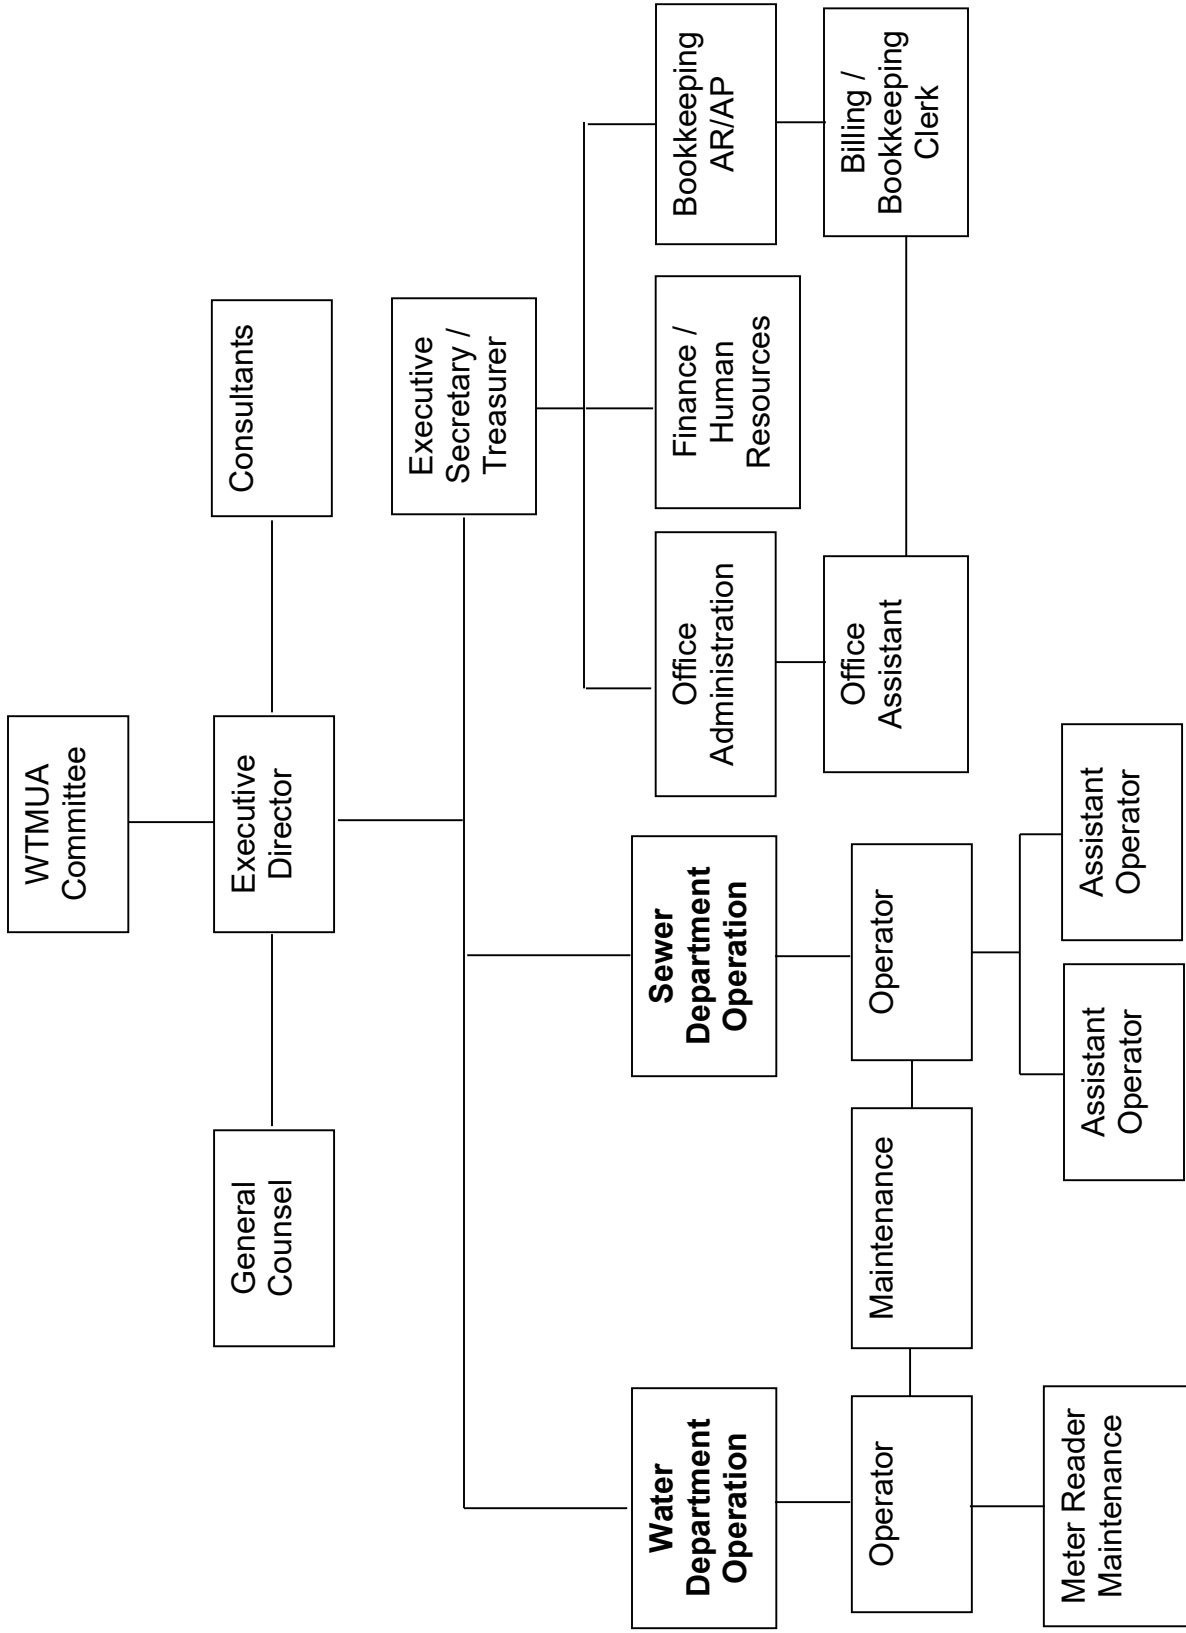 WTMUA
Committee
General
Counsel
Executive
Director
Consultants
Executive
Secretary /
Treasurer
Water
Department
Operation
Sewer
Department
Operation
Office
Administration
Finance /
Human
Resources
Bookkeeping
AR/AP
Operator
Maintenance
Operator
Office
Assistant
Billing /
Bookkeeping
Clerk
Meter Reader
Maintenance
Assistant
Operator
Assistant
Operator